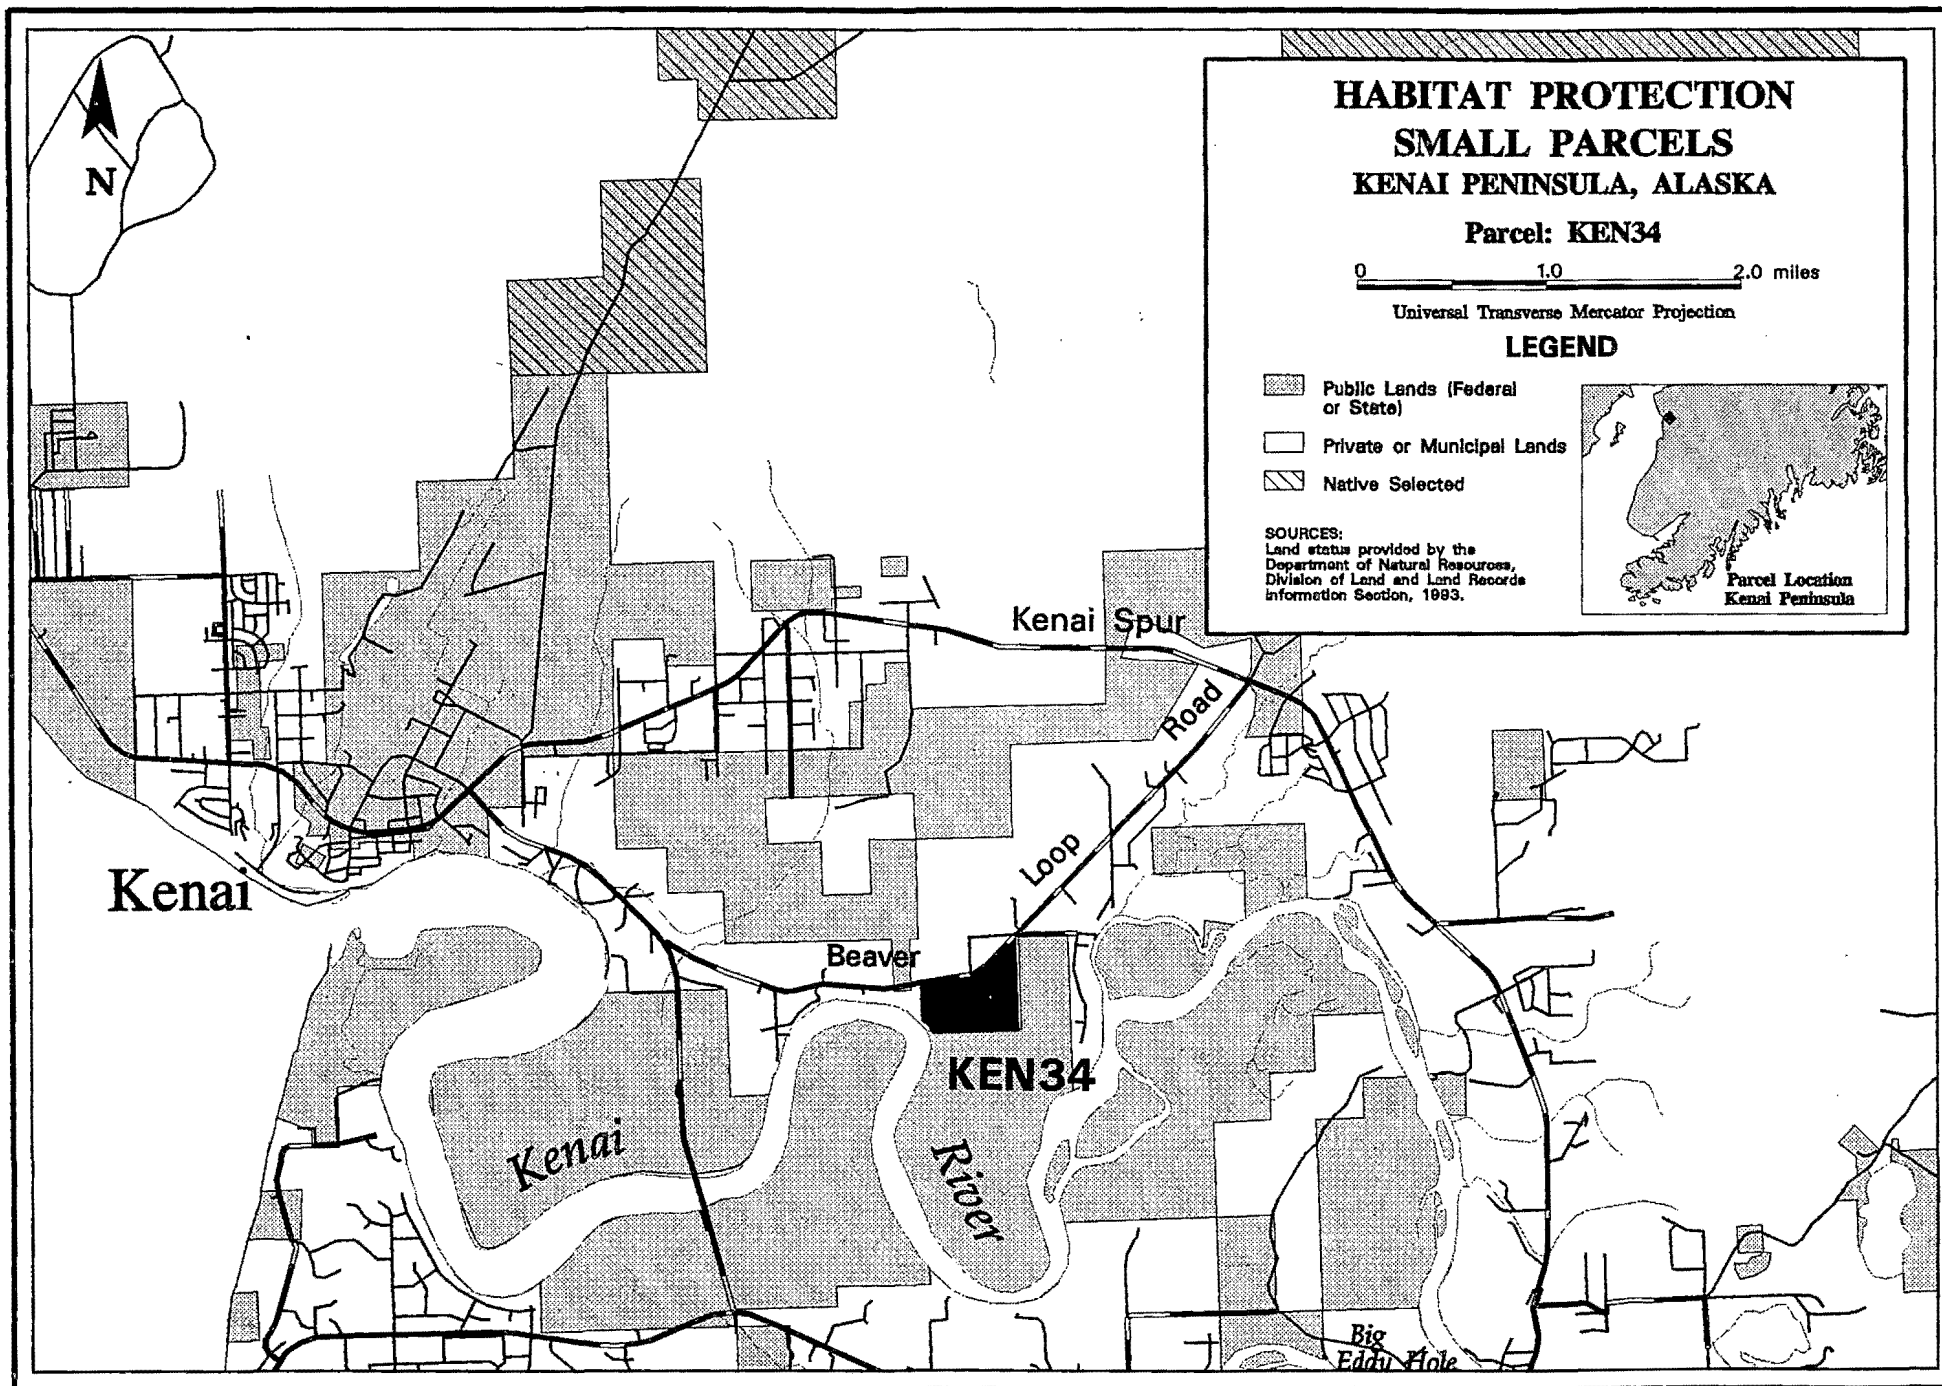 HABITAT PROTECTION
SMALL PARCELS
KENAI PENINSULA, ALASKA
Parcel: KEN34
0 1.0 2.0 miles
Universal Transverse Mercator Projection
LEGEND
Public Lands (Federal
or State)
Private or Municipal Lands
Native Selected
SOURCES:
Land status provided by the
Department of Natural Resources,
Division of Land and Land Records
Information Section, 1993.
Parcel Location
Kenai Peninsula
N
Kenai Spur
Road
Loop
Beaver
Kenai
KEN34
Kenai
River
Big
Eddy Hole